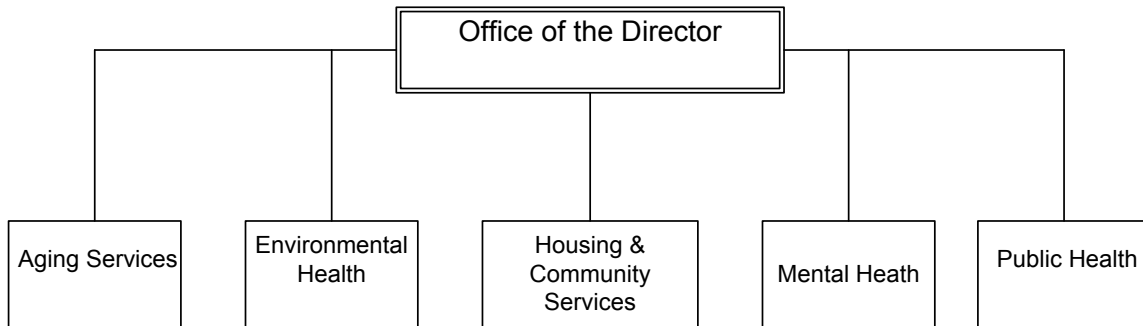 Office of the Director
Aging Services
Environmental
Health
Housing &
Community
Services
Mental Heath
Public Health